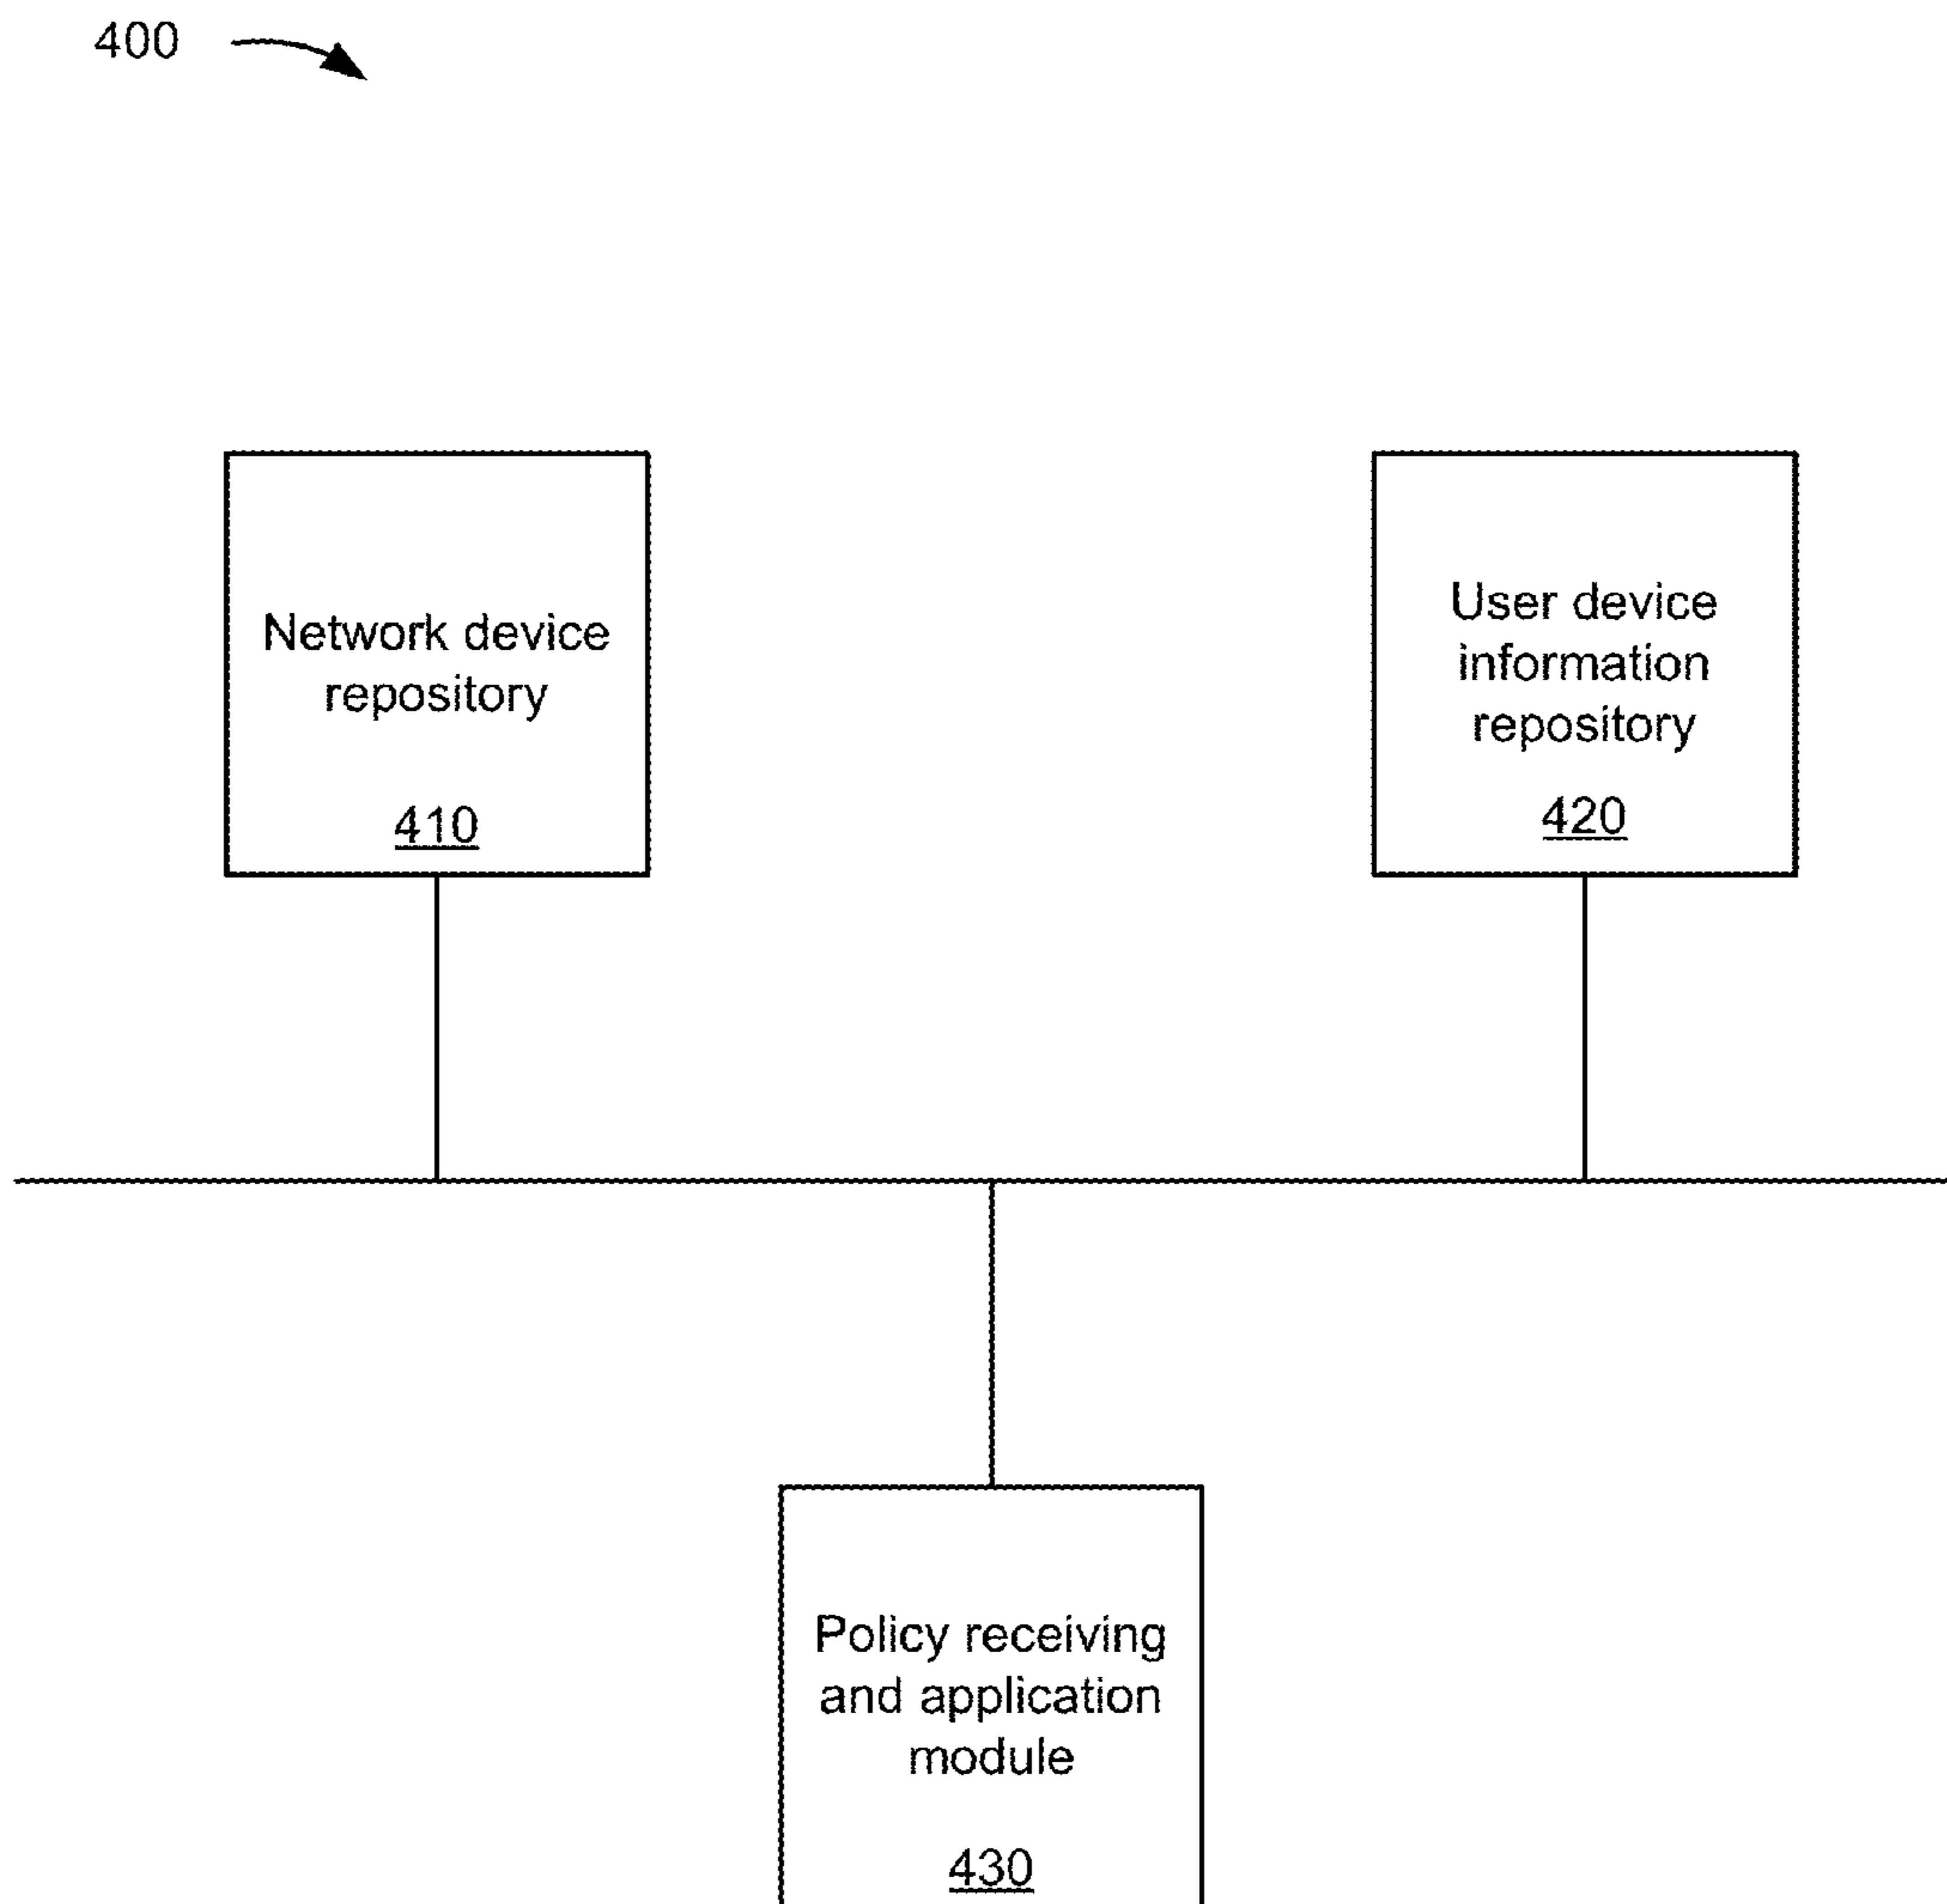 400
Network device
repository
410
User device
information
repository
420
Policy receiving
and application
module
430